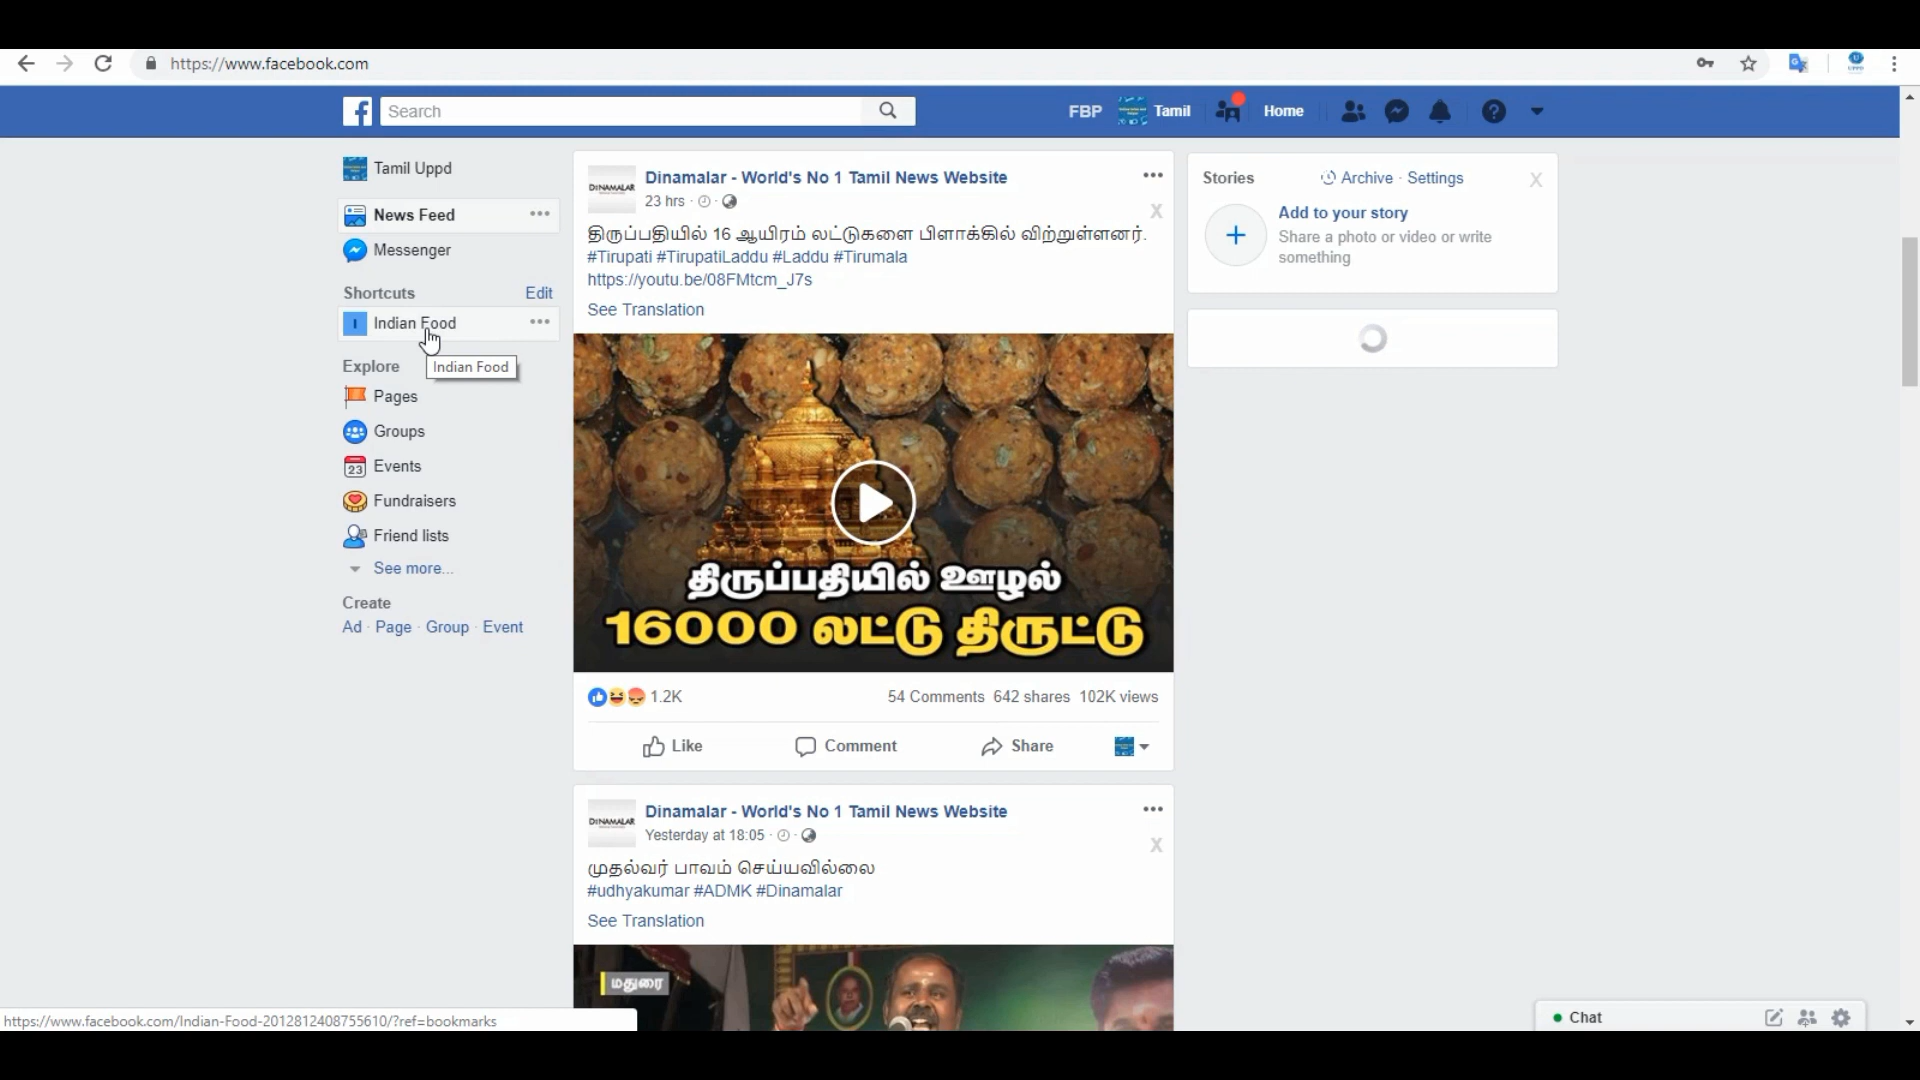 https://www.facebook.com
Search
FBP
Tamil
Home
Tamil Uppd
News Feed
Messenger
Shortcuts
Edit
I
Indian Food
Indian Food
Explore
Pages
Groups
23
Events
Fundraisers
Friend lists
See more...
Create
Ad · Page · Group · Event
DINAMALAR
Dinamalar - World's No 1 Tamil News Website
23 hrs
X
திருப்பதியில் 16 ஆயிரம் லட்டுகளை பிளாக்கில் விற்றுள்ளனர்.
#Tirupati #TirupatiLaddu #Laddu #Tirumala
https://youtu.be/08FMtcm_J7s
See Translation
திருப்பதியில் ஊழல்
16000 லட்டு திருட்டு
1.2K
54 Comments 642 shares 102K views
Like
Comment
Share
DINAMALAR
Dinamalar - World's No 1 Tamil News Website
Yesterday at 18:05
X
முதல்வர் பாவம் செய்யவில்லை
#udhyakumar #ADMK #Dinamalar
See Translation
மதுரை
Stories
Archive · Settings
X
Add to your story
Share a photo or video or write
something
https://www.facebook.com/Indian-Food-2012812408755610/?ref=bookmarks
Chat